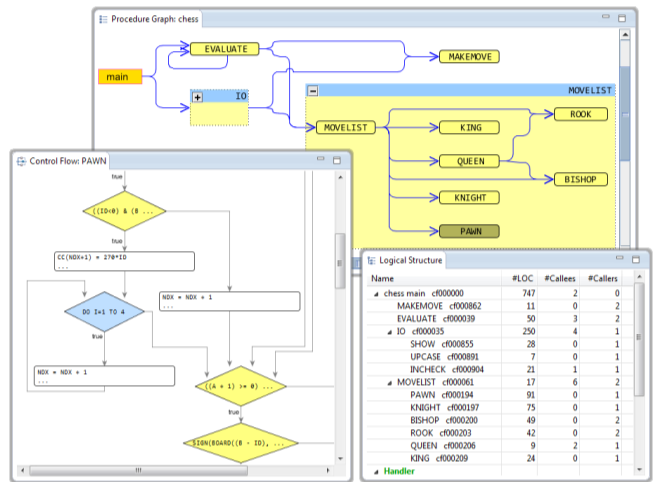 Procedure Graph: chess
EVALUATE
MAKEMOVE
main
IO
MOVELIST
ROOK
MOVELIST
KING
QUEEN
BISHOP
KNIGHT
PAWN
Control Flow: PAWN
true
((ID<0) & (B ...
true
CC(NDX+1) = 270*ID
...
NDX = NDX + 1
...
DO I=1 TO 4
true
NDX = NDX + 1
...
((A + 1) >= 0) ...
true
SIGN(BOARD((B - ID), ...
Logical Structure
Name #LOC #Callees #Callers
chess main cf000000 747 2 0
MAKEMOVE cf000862 11 0 2
EVALUATE cf000039 50 3 2
IO cf000035 250 4 1
SHOW cf000855 28 0 1
UPCASE cf000891 7 0 1
INCHECK cf000904 21 1 1
MOVELIST cf000061 17 6 2
PAWN cf000194 91 0 1
KNIGHT cf000197 75 0 1
BISHOP cf000200 49 0 2
ROOK cf000203 42 0 2
QUEEN cf000206 9 2 1
KING cf000209 24 0 1
Handler